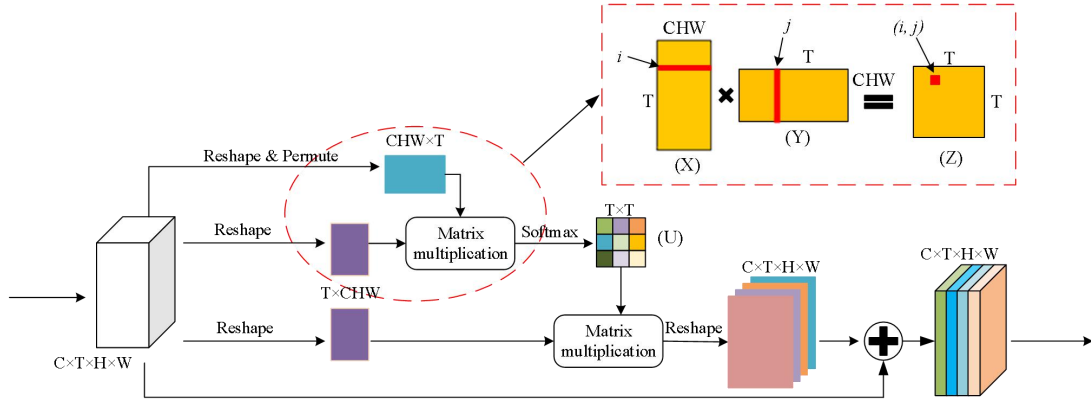 CHW
j
(i, j)
i
T
T
CHW
T
T
(X)
(Y)
(Z)
CHW×T
Reshape & Permute
T×T
Reshape
Matrix
multiplication
Softmax
(U)
C×T×H×W
C×T×H×W
T×CHW
Reshape
Matrix
multiplication
Reshape
C×T×H×W